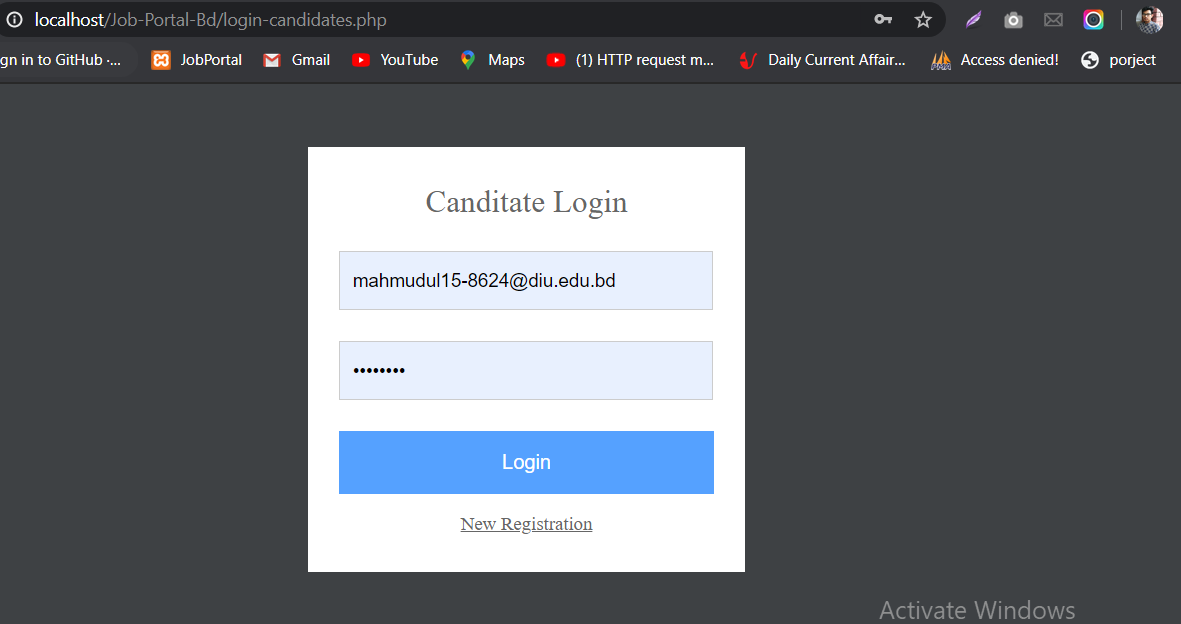 localhost/Job-Portal-Bd/login-candidates.php
gn in to GitHub ·... JobPortal Gmail YouTube Maps (1) HTTP request m... Daily Current Affair... Access denied! porject
Canditate Login
mahmudul15-8624@diu.edu.bd
••••••••
Login
New Registration
Activate Windows